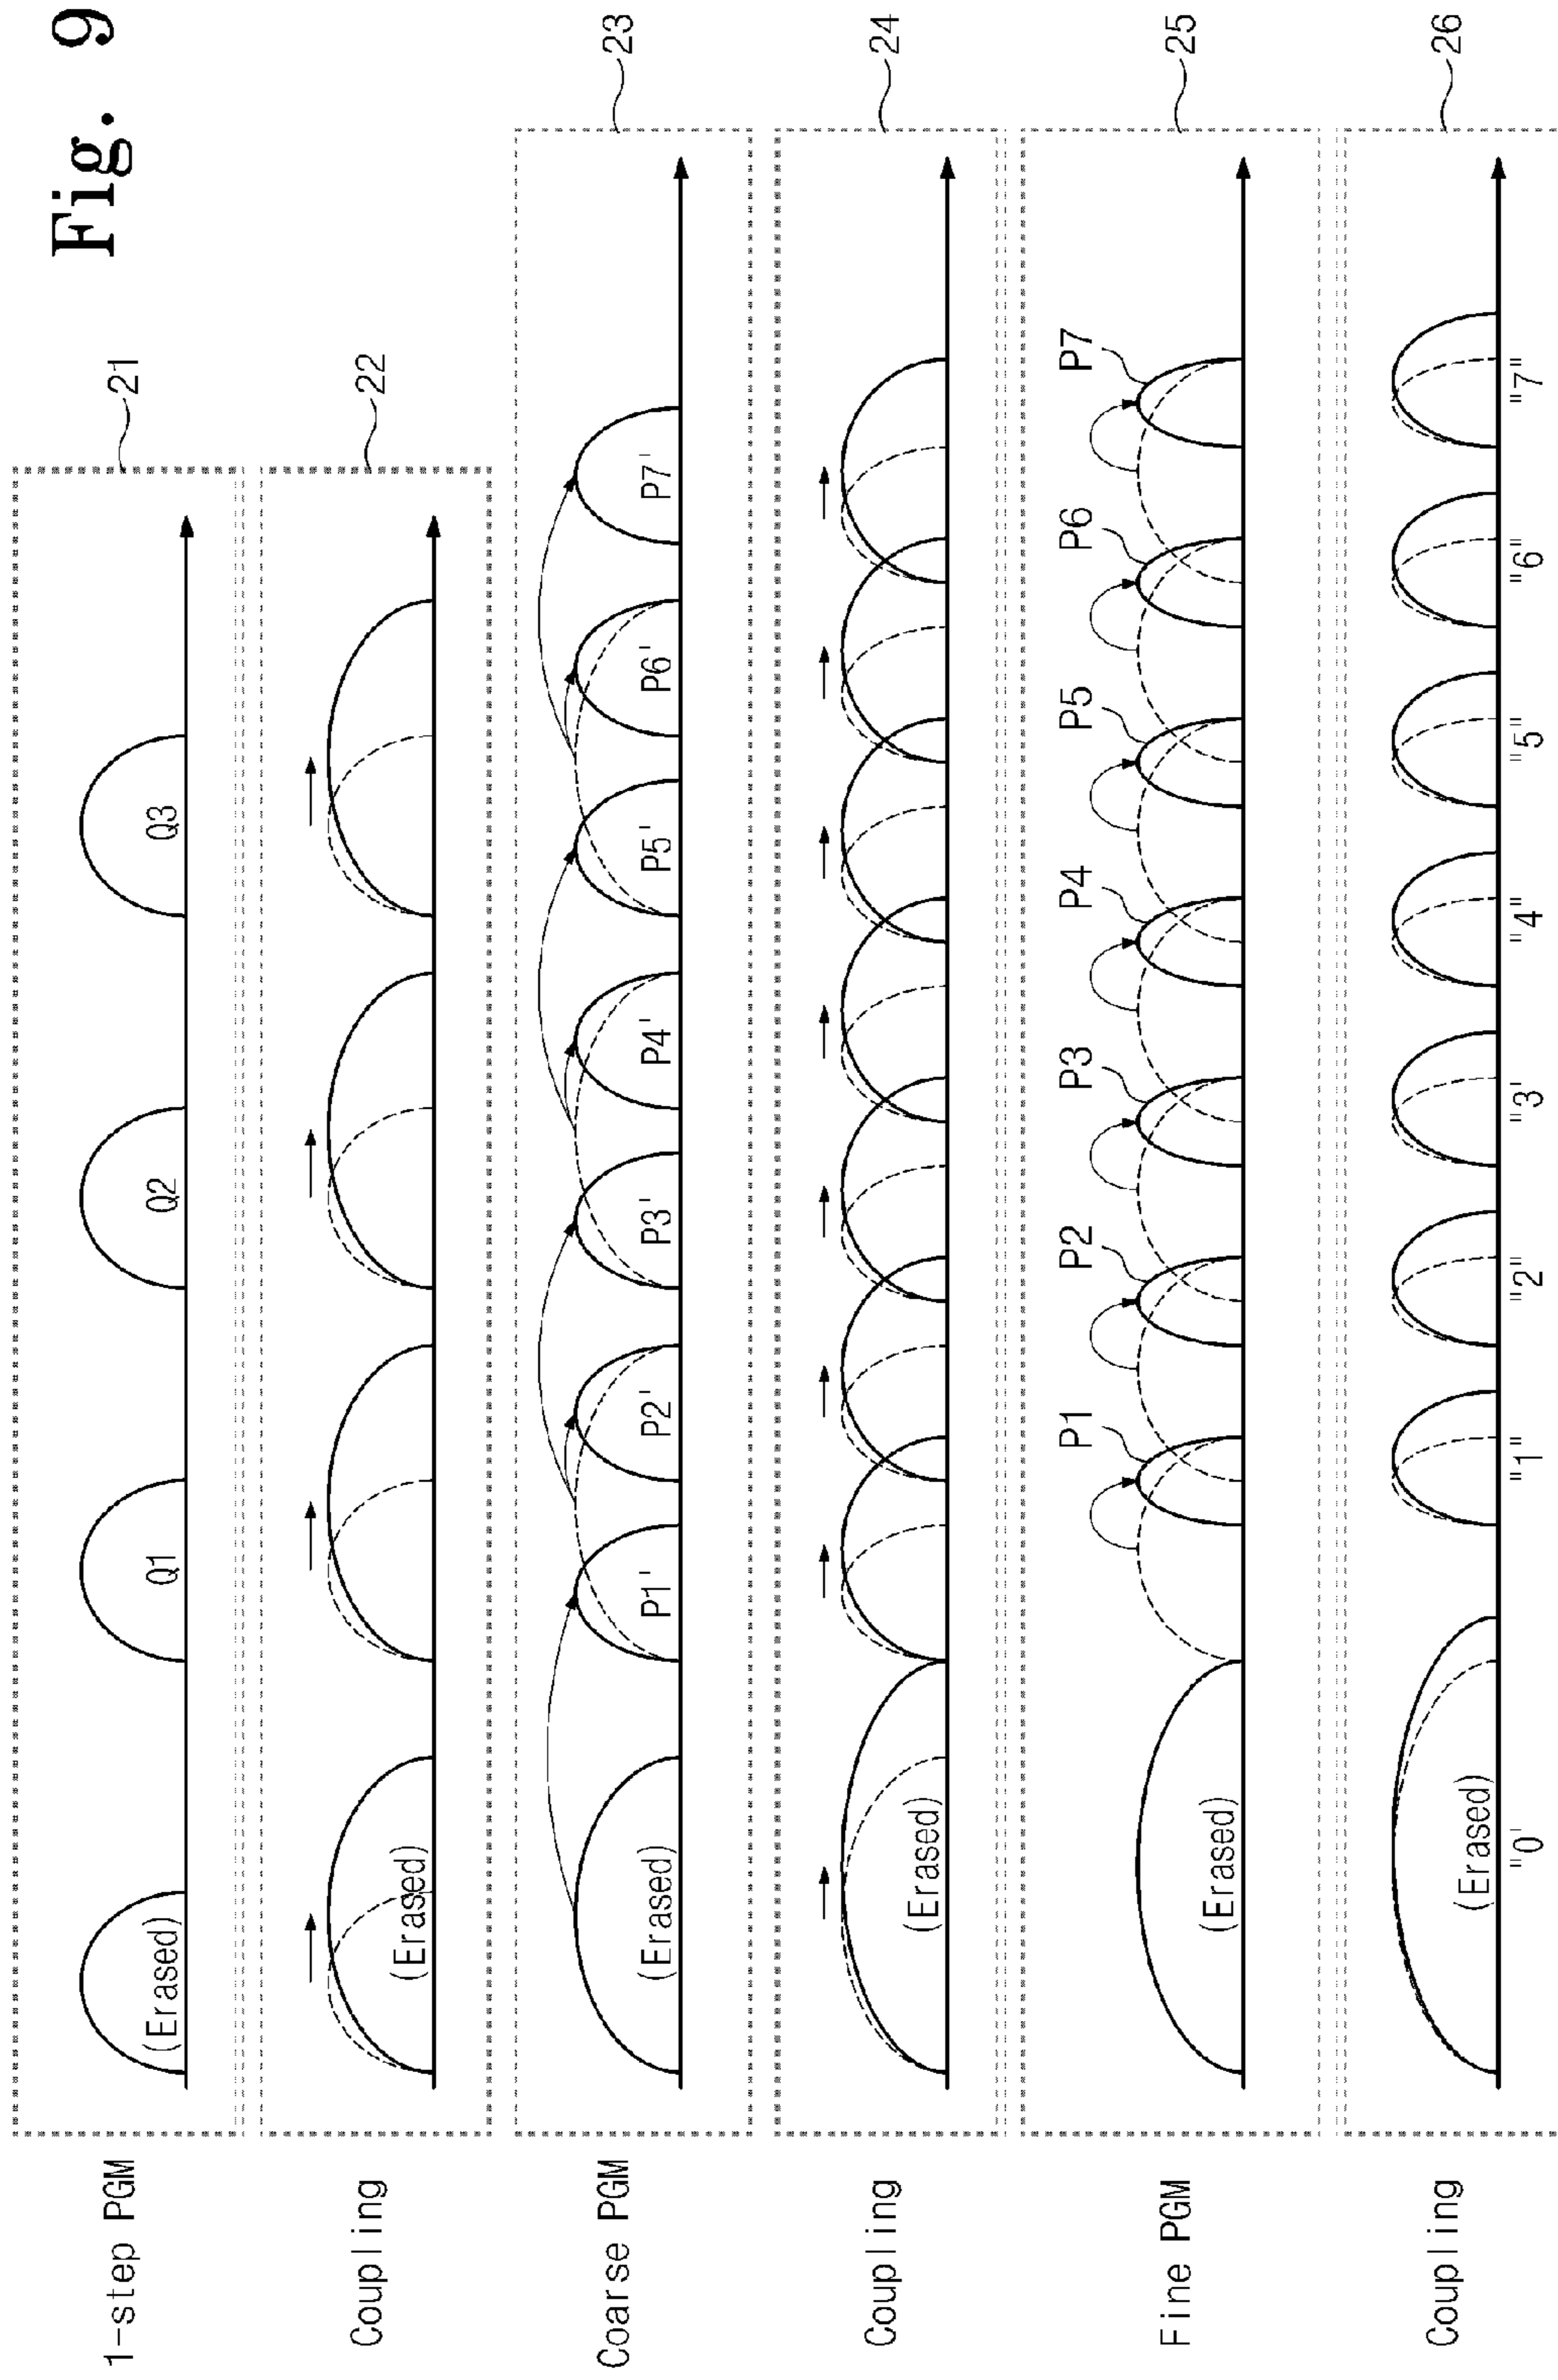 Fig. 9
1-step PGM
(Erased)
Q1
Q2
Q3
21
Coupling
(Erased)
22
Coarse PGM
(Erased)
P1'
P2'
P3'
P4'
P5'
P6'
P7'
23
Coupling
(Erased)
24
Fine PGM
(Erased)
P1
P2
P3
P4
P5
P6
P7
25
Coupling
(Erased)
26
"0"
"1"
"2"
"3"
"4"
"5"
"6"
"7"